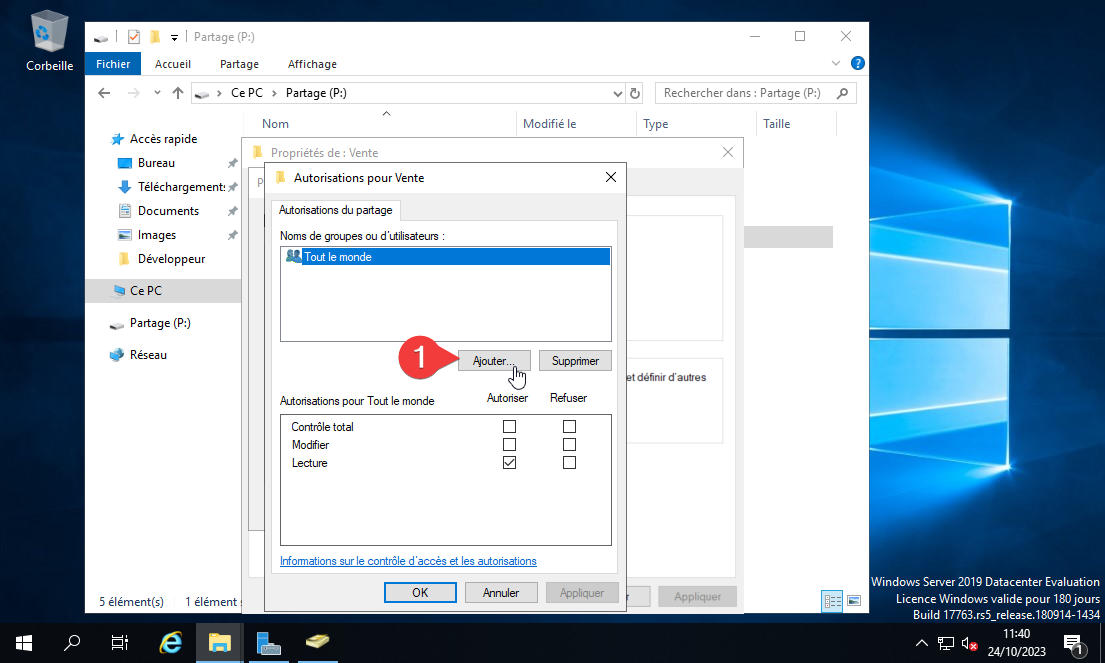 Corbeille
Partage (P:)
Fichier Accueil Partage Affichage
Ce PC Partage (P:)
Rechercher dans : Partage (P:)
Nom Modifié le Type Taille
Accès rapide
Bureau
Téléchargements
Documents
Images
Développeur
Ce PC
Partage (P:)
Réseau
5 élément(s) 1 élément
Propriétés de : Vente
et définir d'autres
Appliquer
Autorisations pour Vente
Autorisations du partage
Noms de groupes ou d'utilisateurs :
Tout le monde
1
Ajouter... Supprimer
Autorisations pour Tout le monde Autoriser Refuser
Contrôle total
Modifier
Lecture
Informations sur le contrôle d'accès et les autorisations
OK Annuler Appliquer
Windows Server 2019 Datacenter Evaluation
Licence Windows valide pour 180 jours
Build 17763.rs5_release.180914-1434
11:40
24/10/2023
1